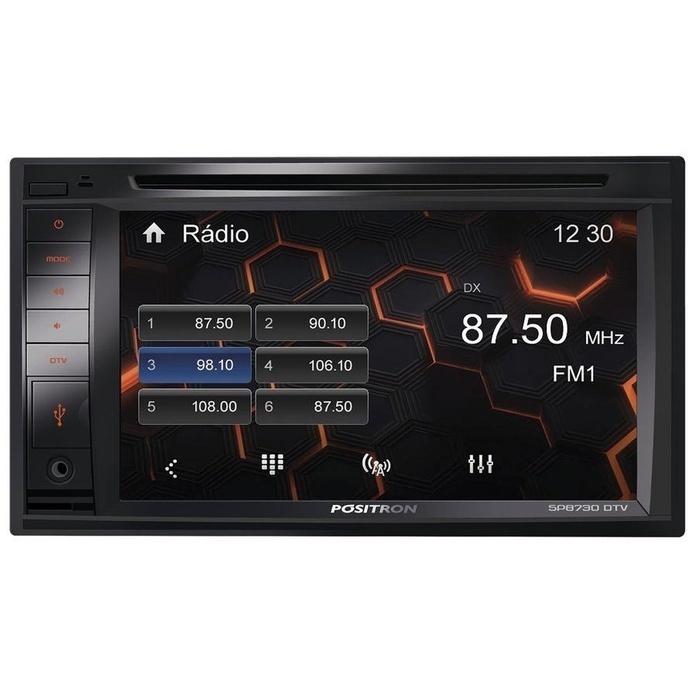 Rádio
12 30
MODE
DTV
DX
87.50 MHz
FM1
1 87.50
2 90.10
3 98.10
4 106.10
5 108.00
6 87.50
FA
POSITRON
SP8730 DTV